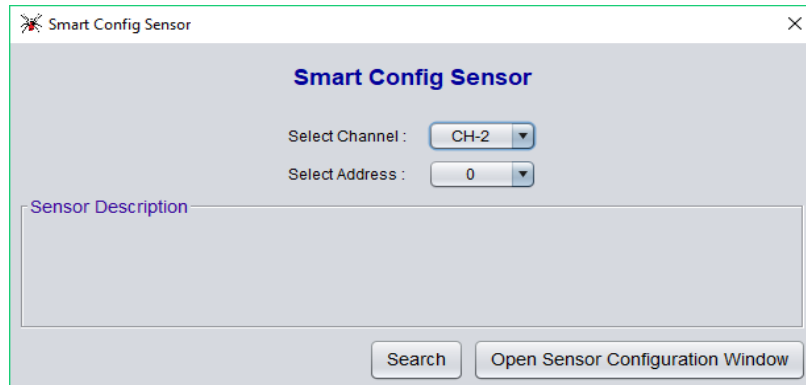 Smart Config Sensor
Smart Config Sensor
Select Channel : CH-2
Select Address : 0
Sensor Description
Search Open Sensor Configuration Window